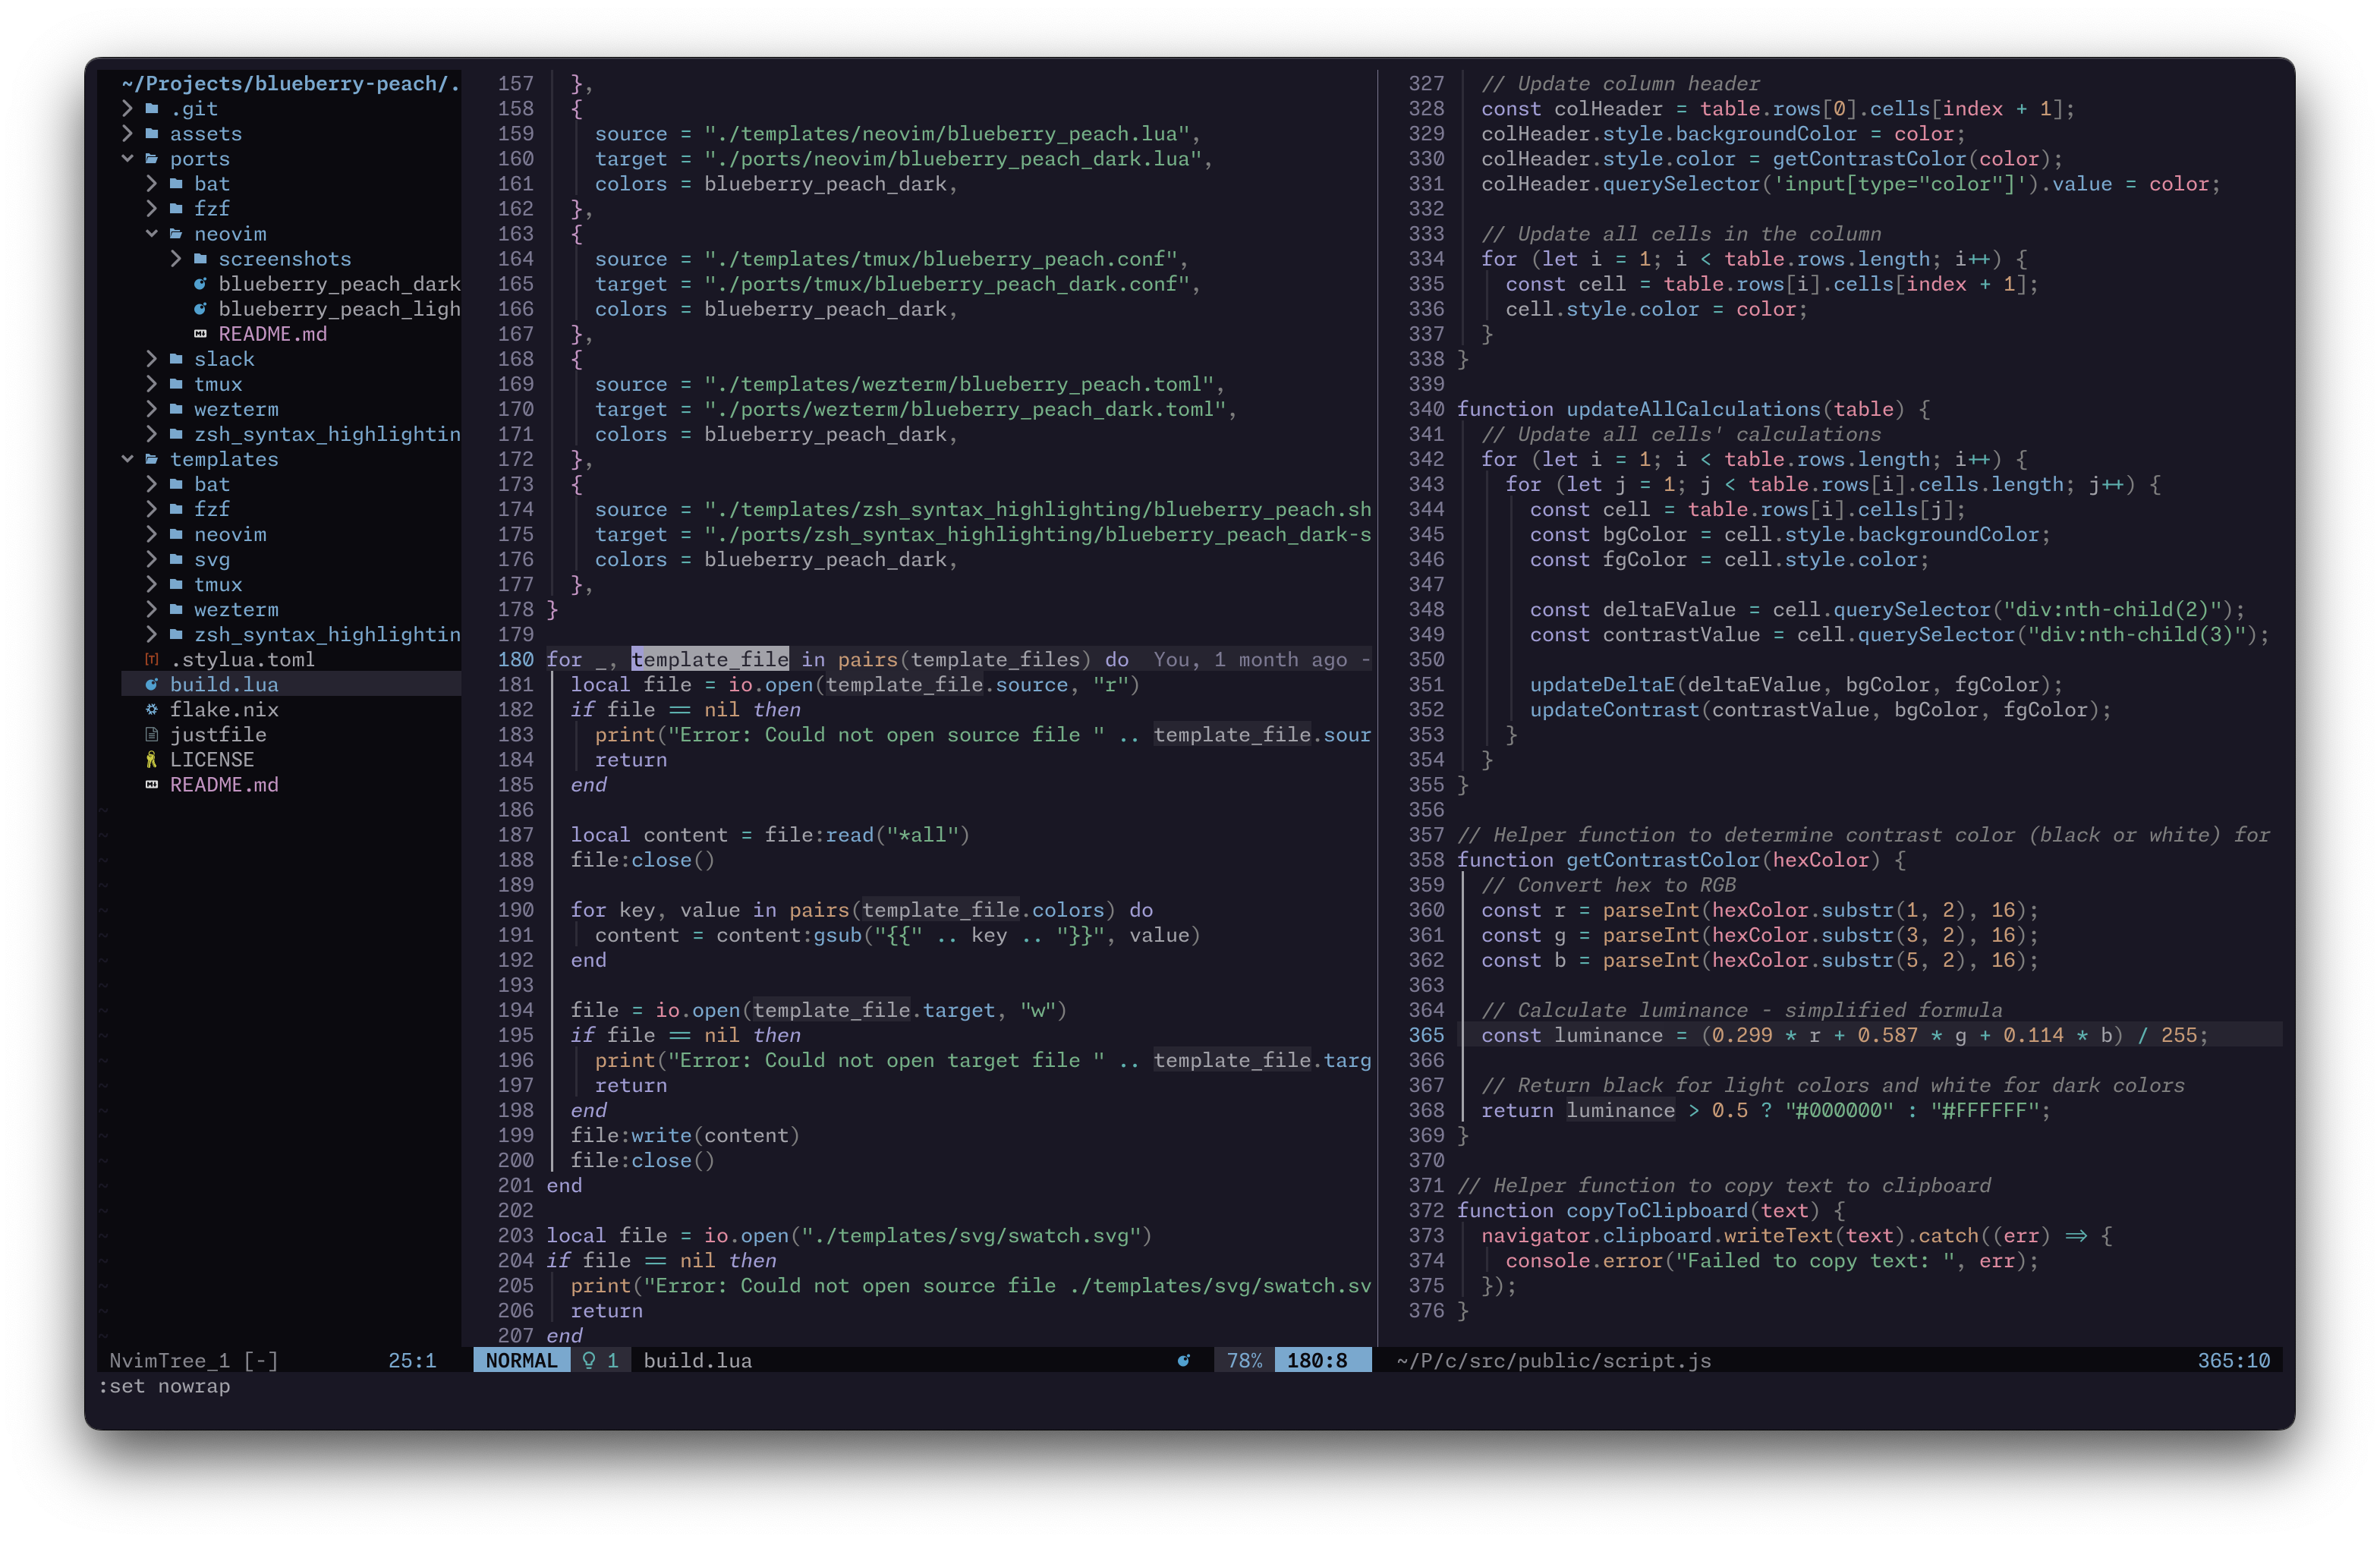 ~/Projects/blueberry-peach/.
.git
assets
ports
bat
fzf
neovim
screenshots
blueberry_peach_dark
blueberry_peach_ligh
README.md
slack
tmux
wezterm
zsh_syntax_highlightin
templates
bat
fzf
neovim
svg
tmux
wezterm
zsh_syntax_highlightin
.stylua.toml
build.lua
flake.nix
justfile
LICENSE
README.md
NvimTree_1 [-] 25:1
157 },
158 {
159 source = "./templates/neovim/blueberry_peach.lua",
160 target = "./ports/neovim/blueberry_peach_dark.lua",
161 colors = blueberry_peach_dark,
162 },
163 {
164 source = "./templates/tmux/blueberry_peach.conf",
165 target = "./ports/tmux/blueberry_peach_dark.conf",
166 colors = blueberry_peach_dark,
167 },
168 {
169 source = "./templates/wezterm/blueberry_peach.toml",
170 target = "./ports/wezterm/blueberry_peach_dark.toml",
171 colors = blueberry_peach_dark,
172 },
173 {
174 source = "./templates/zsh_syntax_highlighting/blueberry_peach.sh
175 target = "./ports/zsh_syntax_highlighting/blueberry_peach_dark-s
176 colors = blueberry_peach_dark,
177 },
178 }
179
180 for _, template_file in pairs(template_files) do You, 1 month ago -
181 local file = io.open(template_file.source, "r")
182 if file == nil then
183 print("Error: Could not open source file " .. template_file.sour
184 return
185 end
186
187 local content = file:read("*all")
188 file:close()
189
190 for key, value in pairs(template_file.colors) do
191 content = content:gsub("{{" .. key .. "}}", value)
192 end
193
194 file = io.open(template_file.target, "w")
195 if file == nil then
196 print("Error: Could not open target file " .. template_file.targ
197 return
198 end
199 file:write(content)
200 file:close()
201 end
202
203 local file = io.open("./templates/svg/swatch.svg")
204 if file == nil then
205 print("Error: Could not open source file ./templates/svg/swatch.sv
206 return
207 end
NORMAL 1 build.lua 78% 180:8
327 // Update column header
328 const colHeader = table.rows[0].cells[index + 1];
329 colHeader.style.backgroundColor = color;
330 colHeader.style.color = getContrastColor(color);
331 colHeader.querySelector('input[type="color"]').value = color;
332
333 // Update all cells in the column
334 for (let i = 1; i < table.rows.length; i++) {
335 const cell = table.rows[i].cells[index + 1];
336 cell.style.color = color;
337 }
338 }
339
340 function updateAllCalculations(table) {
341 // Update all cells' calculations
342 for (let i = 1; i < table.rows.length; i++) {
343 for (let j = 1; j < table.rows[i].cells.length; j++) {
344 const cell = table.rows[i].cells[j];
345 const bgColor = cell.style.backgroundColor;
346 const fgColor = cell.style.color;
347
348 const deltaEValue = cell.querySelector("div:nth-child(2)");
349 const contrastValue = cell.querySelector("div:nth-child(3)");
350
351 updateDeltaE(deltaEValue, bgColor, fgColor);
352 updateContrast(contrastValue, bgColor, fgColor);
353 }
354 }
355 }
356
357 // Helper function to determine contrast color (black or white) for
358 function getContrastColor(hexColor) {
359 // Convert hex to RGB
360 const r = parseInt(hexColor.substr(1, 2), 16);
361 const g = parseInt(hexColor.substr(3, 2), 16);
362 const b = parseInt(hexColor.substr(5, 2), 16);
363
364 // Calculate luminance - simplified formula
365 const luminance = (0.299 * r + 0.587 * g + 0.114 * b) / 255;
366
367 // Return black for light colors and white for dark colors
368 return luminance > 0.5 ? "#000000" : "#FFFFFF";
369 }
370
371 // Helper function to copy text to clipboard
372 function copyToClipboard(text) {
373 navigator.clipboard.writeText(text).catch((err) => {
374 console.error("Failed to copy text: ", err);
375 });
376 }
~/P/c/src/public/script.js 365:10
:set nowrap